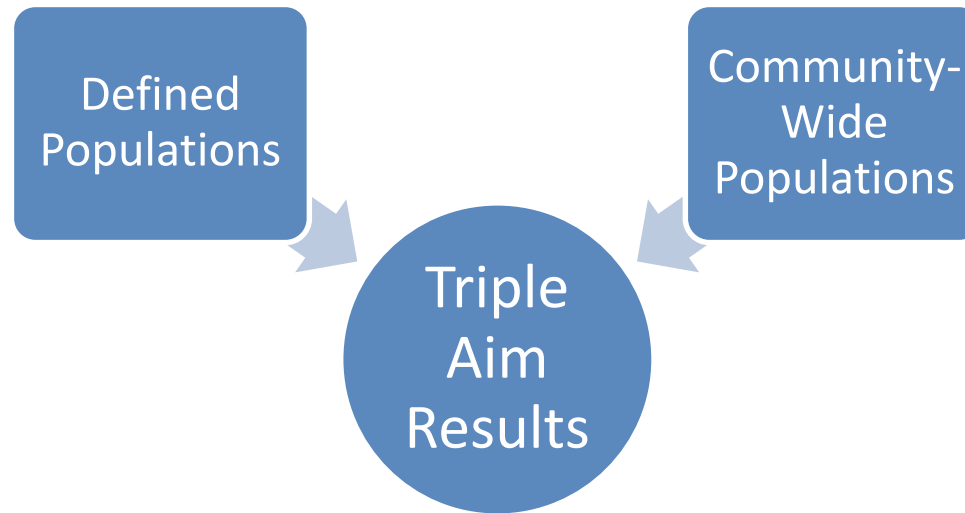 Defined
Populations
Community-
Wide
Populations
Triple
Aim
Results